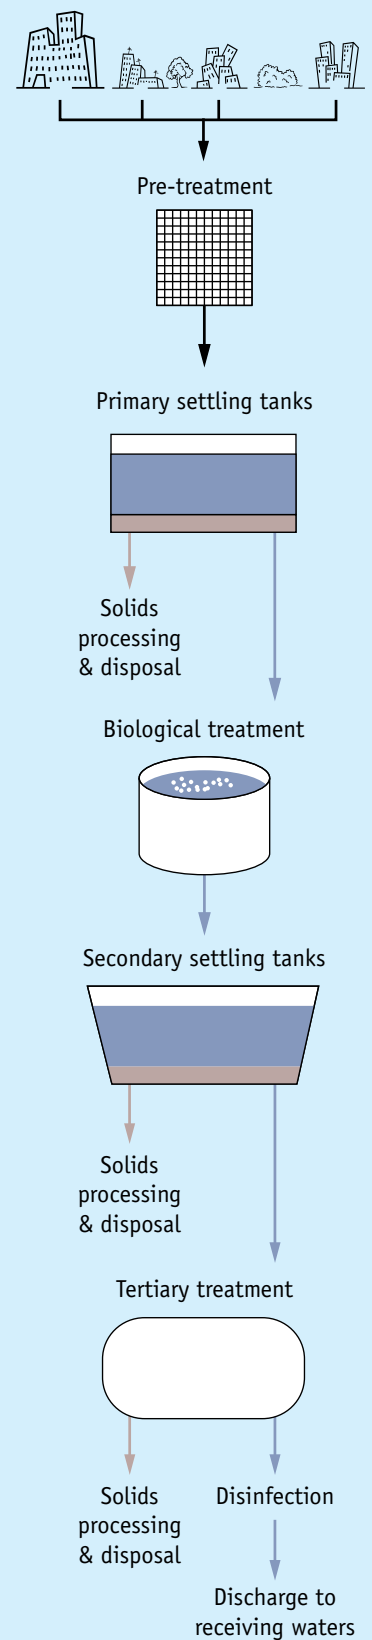 Pre-treatment
Primary settling tanks
Solids
processing
& disposal
Biological treatment
Secondary settling tanks
Solids
processing
& disposal
Tertiary treatment
Solids
processing
& disposal
Disinfection
Discharge to
receiving waters